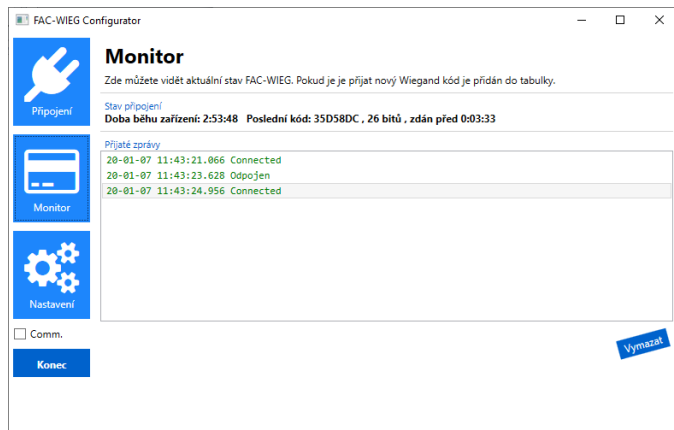 FAC-WIEG Configurator
Připojení
Monitor
Nastavení
Comm.
Konec
Monitor
Zde můžete vidět aktuální stav FAC-WIEG. Pokud je je přijat nový Wiegand kód je přidán do tabulky.
Stav připojení
Doba běhu zařízení: 2:53:48 Poslední kód: 35D58DC , 26 bitů , zdán před 0:03:33
Přijaté zprávy
20-01-07 11:43:21.066 Connected
20-01-07 11:43:23.628 Odpojen
20-01-07 11:43:24.956 Connected
Vymazat